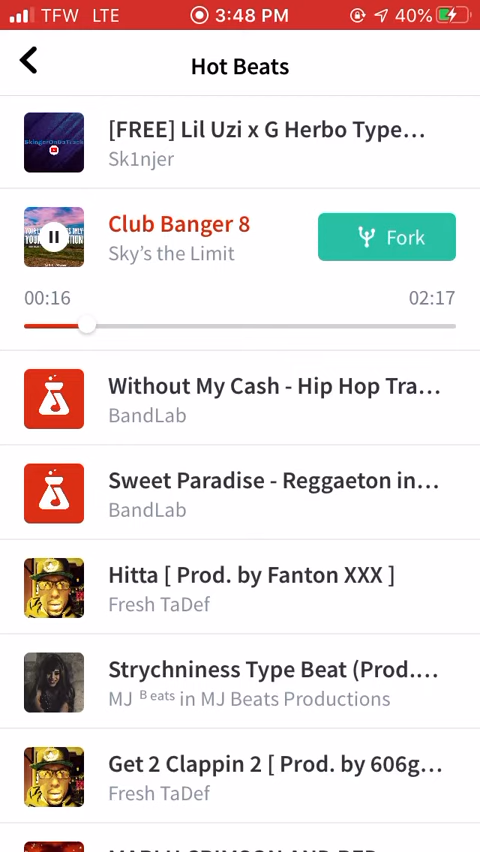 TFW LTE 3:48 PM 40%
Hot Beats
[FREE] Lil Uzi x G Herbo Type...
Sk1njer
Club Banger 8
Sky's the Limit
Fork
00:16 02:17
Without My Cash - Hip Hop Tra...
BandLab
Sweet Paradise - Reggaeton in...
BandLab
Hitta [ Prod. by Fanton XXX ]
Fresh TaDef
Strychniness Type Beat (Prod....
MJ ᴮ ᵉᵃᵗˢ in MJ Beats Productions
Get 2 Clappin 2 [ Prod. by 606g...
Fresh TaDef